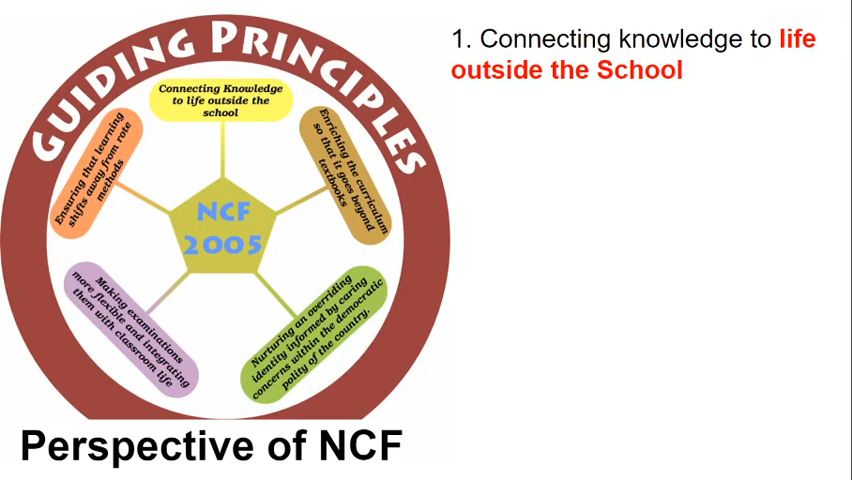 GUIDING PRINCIPLES
Connecting Knowledge
to life outside the
school
Ensuring that learning
shifts away from rote
methods
Enriching the curriculum
so that it goes beyond
textbooks
NCF
2005
Making examinations
more flexible and integrating
them with classroom life
Nurturing an overriding
identity informed by caring
concerns within the democratic
polity of the country.
Perspective of NCF
1. Connecting knowledge to life
outside the School